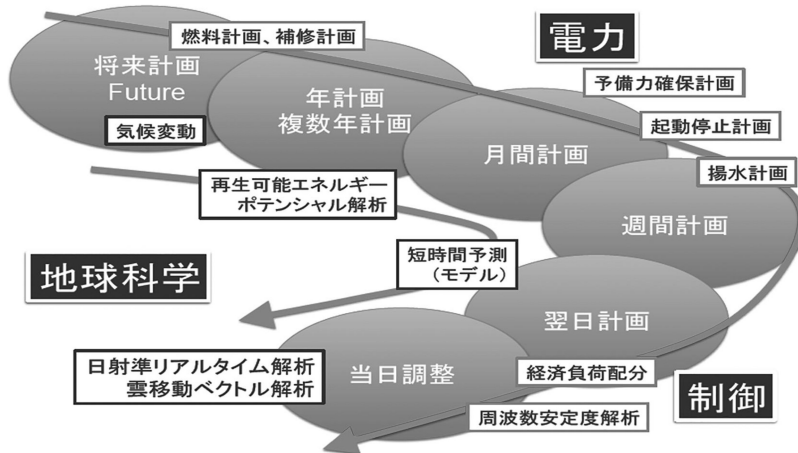 燃料計画、補修計画
電力
将来計画
Future
年計画
複数年計画
予備力確保計画
気候変動
起動停止計画
月間計画
揚水計画
再生可能エネルギー
ポテンシャル解析
週間計画
短時間予測
（モデル）
地球科学
翌日計画
日射準リアルタイム解析
雲移動ベクトル解析
当日調整
経済負荷配分
制御
周波数安定度解析